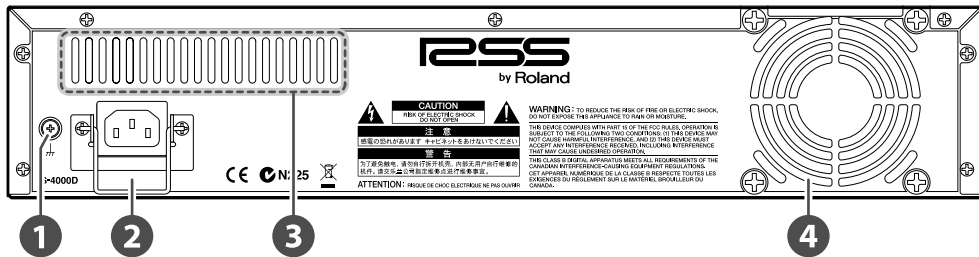 RSS
by Roland
CAUTION
RISK OF ELECTRIC SHOCK
DO NOT OPEN
注 意
感電の恐れがあります キャビネットをあけないでください
警 告
为了避免触电，请勿自行拆开机壳，内部无用户自行维修的
机件。请交乐兰公司指定维修点进行维修事宜。
ATTENTION: RISQUE DE CHOC ELECTRIQUE NE PAS OUVRIR
WARNING: TO REDUCE THE RISK OF FIRE OR ELECTRIC SHOCK,
DO NOT EXPOSE THIS APPLIANCE TO RAIN OR MOISTURE.
THIS DEVICE COMPLIES WITH PART 15 OF THE FCC RULES, OPERATION IS
SUBJECT TO THE FOLLOWING TWO CONDITIONS: (1) THIS DEVICE MAY
NOT CAUSE HARMFUL INTERFERENCE, AND (2) THIS DEVICE MUST
ACCEPT ANY INTERFERENCE RECEIVED, INCLUDING INTERFERENCE
THAT MAY CAUSE UNDESIRED OPERATION.
THIS CLASS B DIGITAL APPARATUS MEETS ALL REQUIREMENTS OF THE
CANADIAN INTERFERENCE-CAUSING EQUIPMENT REGULATIONS.
CET APPAREIL NUMÉRIQUE DE LA CLASSE B RESPECTE TOUTES LES
EXIGENCES DU RÈGLEMENT SUR LE MATÉRIEL BROUILLEUR DU
CANADA.
-4000D
CE N225
1
2
3
4